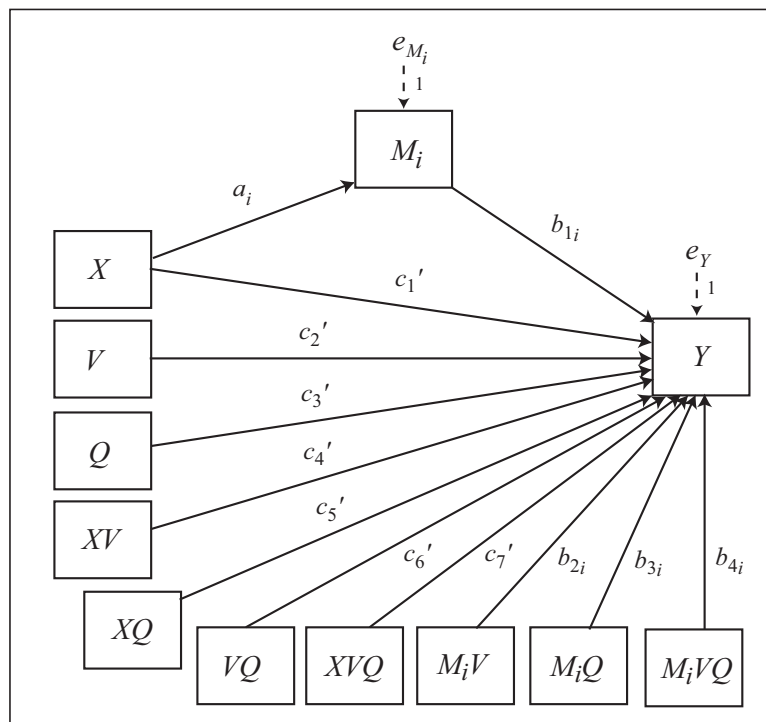 e_{M_i}
1
M_i
a_i
b_{1i}
X
e_Y
1
c_1′
V
c_2′
Y
c_3′
Q
c_4′
XV
c_5′
c_6′
c_7′
b_{2i}
b_{3i}
b_{4i}
XQ
VQ
XVQ
M_iV
M_iQ
M_iVQ